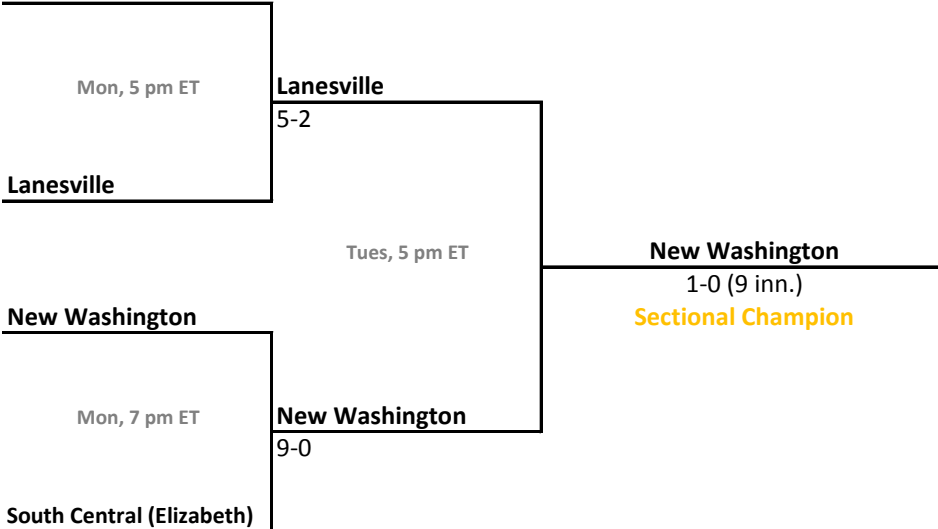 Mon, 5 pm ET
Lanesville
5-2
Lanesville
Tues, 5 pm ET
New Washington
1-0 (9 inn.)
Sectional Champion
New Washington
Mon, 7 pm ET
New Washington
9-0
South Central (Elizabeth)